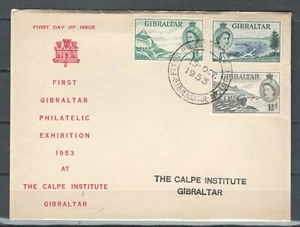 FIRST DAY OF ISSUE
GIBRALTAR
GIBRALTAR
GIBRALTAR
1953
GIBRALTAR
FIRST
GIBRALTAR
PHILATELIC
EXHIBITION
1953
AT
THE CALPE INSTITUTE
GIBRALTAR
THE CALPE INSTITUTE
GIBRALTAR